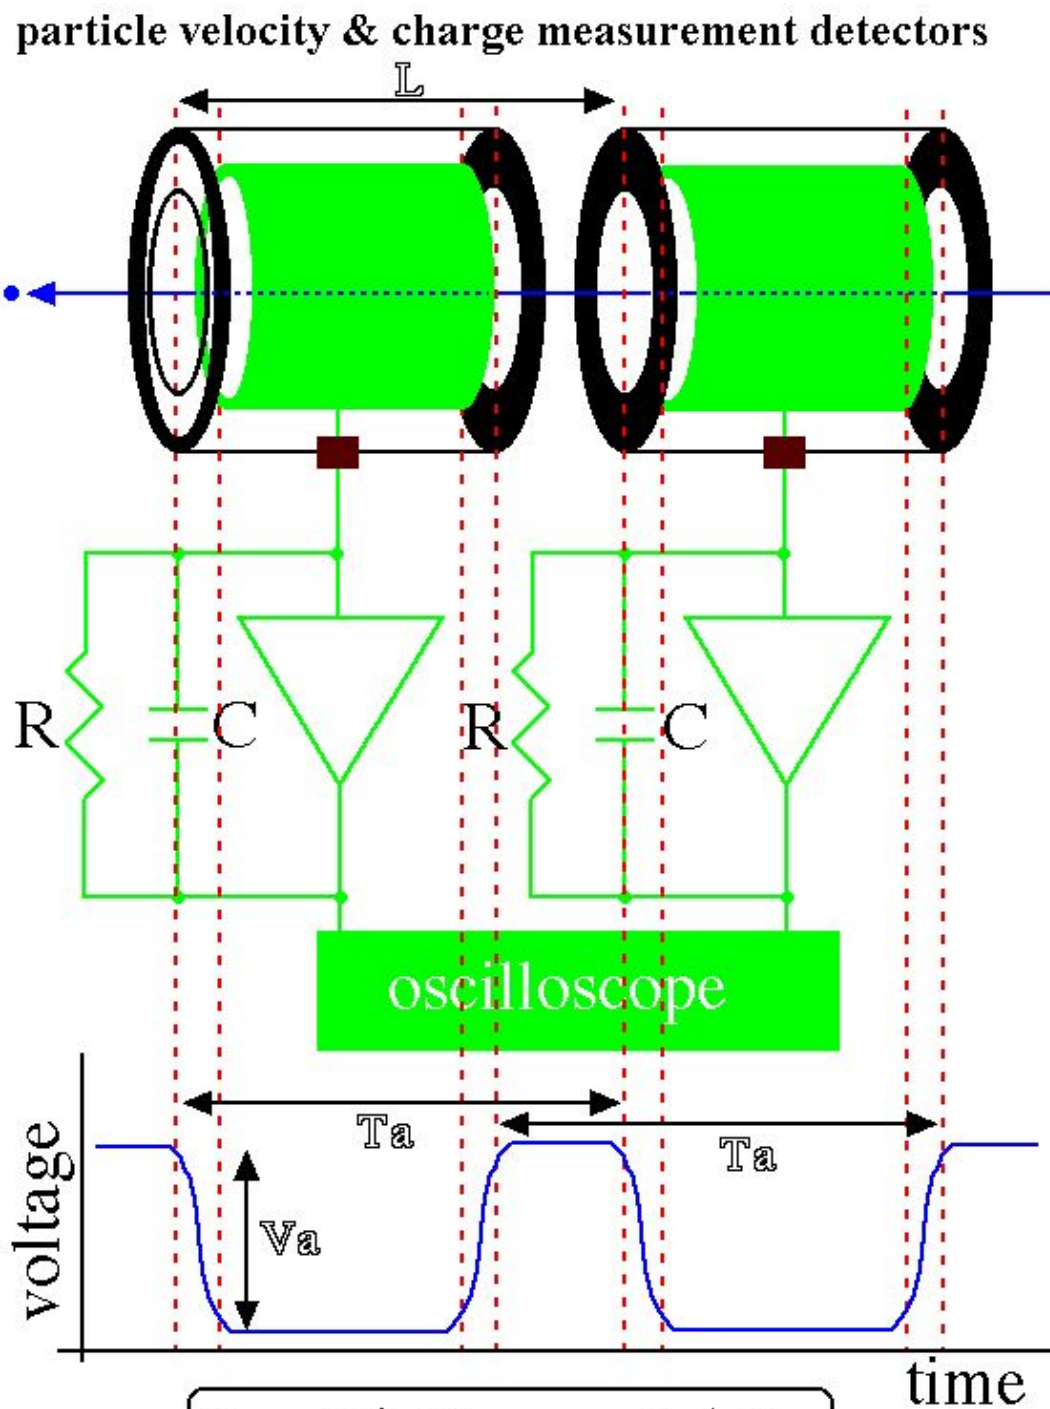 particle velocity & charge measurement detectors
L
R
C
R
C
oscilloscope
Ta
Ta
Va
voltage
time